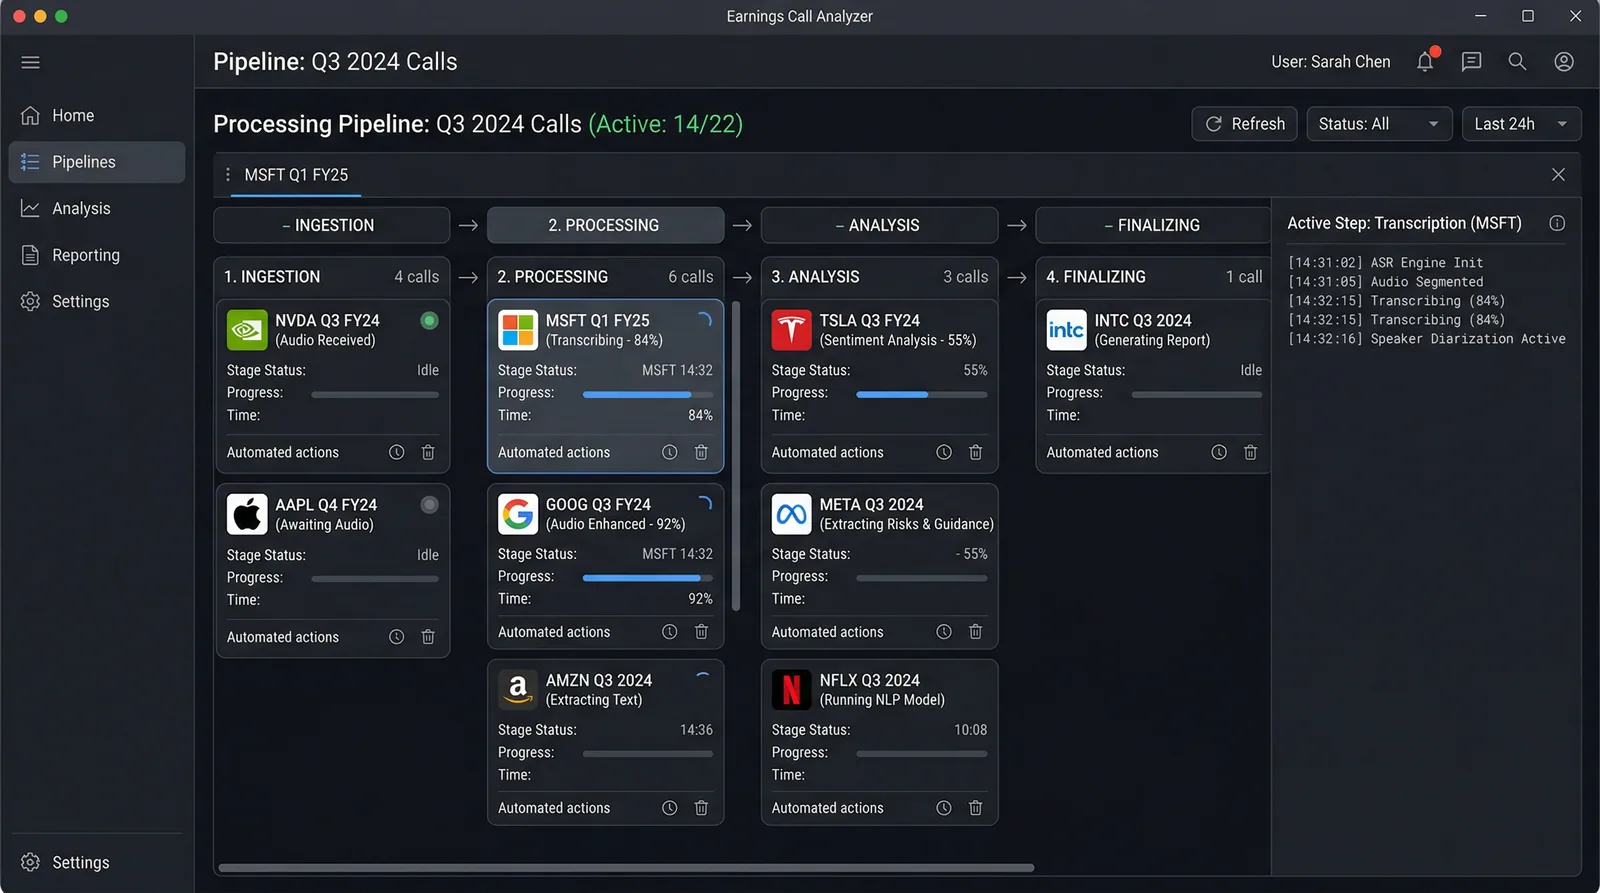 Earnings Call Analyzer
Pipeline: Q3 2024 Calls
User: Sarah Chen
Home
Pipelines
Analysis
Reporting
Settings
Settings
Processing Pipeline: Q3 2024 Calls (Active: 14/22)
Refresh
Status: All
Last 24h
MSFT Q1 FY25
– INGESTION
2. PROCESSING
– ANALYSIS
– FINALIZING
1. INGESTION 4 calls
NVDA Q3 FY24
(Audio Received)
Stage Status: Idle
Progress:
Time:
Automated actions
AAPL Q4 FY24
(Awaiting Audio)
Stage Status: Idle
Progress:
Time:
Automated actions
2. PROCESSING 6 calls
MSFT Q1 FY25
(Transcribing - 84%)
Stage Status: MSFT 14:32
Progress:
Time: 84%
Automated actions
GOOG Q3 FY24
(Audio Enhanced - 92%)
Stage Status: MSFT 14:32
Progress:
Time: 92%
Automated actions
a
AMZN Q3 2024
(Extracting Text)
Stage Status: 14:36
Progress:
Time:
Automated actions
3. ANALYSIS 3 calls
TSLA Q3 FY24
(Sentiment Analysis - 55%)
Stage Status: 55%
Progress:
Time:
Automated actions
META Q3 2024
(Extracting Risks & Guidance)
Stage Status: - 55%
Progress:
Time:
Automated actions
N
NFLX Q3 2024
(Running NLP Model)
Stage Status: 10:08
Progress:
Time:
Automated actions
4. FINALIZING 1 call
intc
INTC Q3 2024
(Generating Report)
Stage Status: Idle
Progress:
Time:
Automated actions
Active Step: Transcription (MSFT)
[14:31:02] ASR Engine Init
[14:31:05] Audio Segmented
[14:32:15] Transcribing (84%)
[14:32:15] Transcribing (84%)
[14:32:16] Speaker Diarization Active